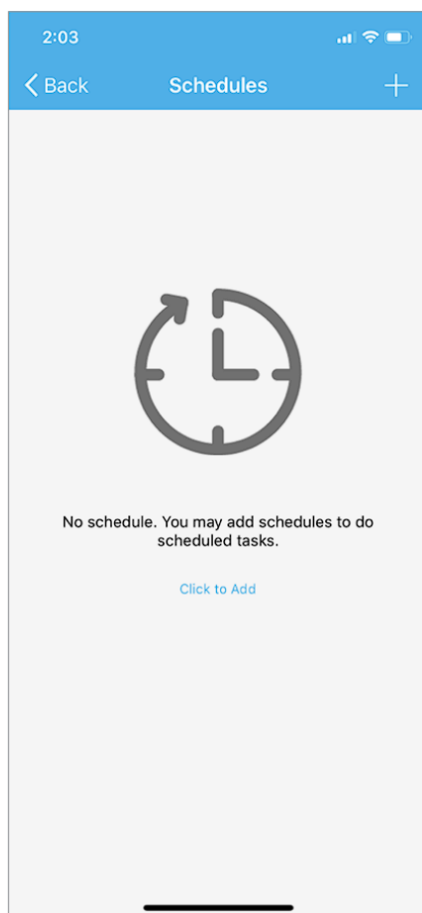 2:03
Back
Schedules
No schedule. You may add schedules to do
scheduled tasks.
Click to Add